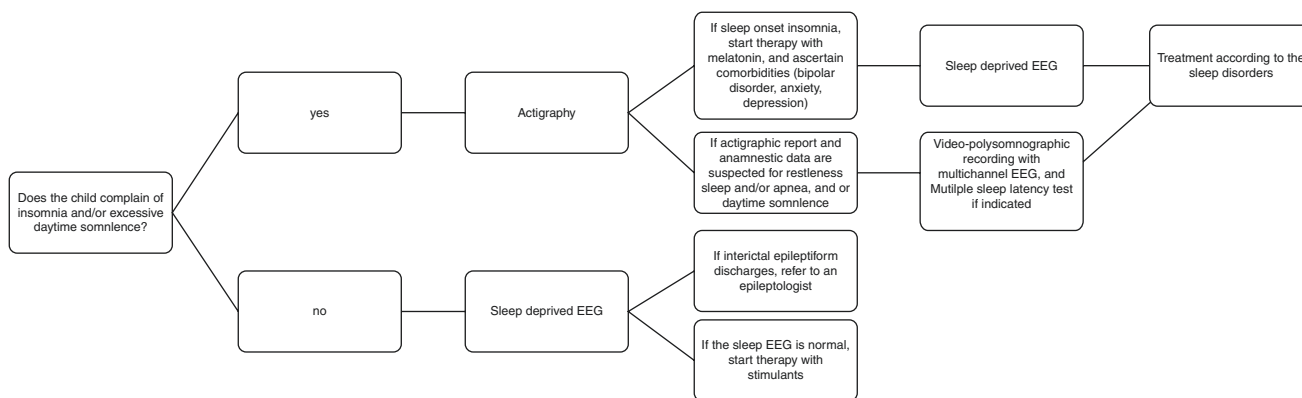 Does the child complain of
insomnia and/or excessive
daytime somnlence?
yes
Actigraphy
If sleep onset insomnia,
start therapy with
melatonin, and ascertain
comorbidities (bipolar
disorder, anxiety,
depression)
Sleep deprived EEG
Treatment according to the
sleep disorders
If actigraphic report and
anamnestic data are
suspected for restleness
sleep and/or apnea, and or
daytime somnlence
Video-polysomnographic
recording with
multichannel EEG, and
Mutilple sleep latency test
if indicated
no
Sleep deprived EEG
If interictal epileptiform
discharges, refer to an
epileptologist
If the sleep EEG is normal,
start therapy with
stimulants